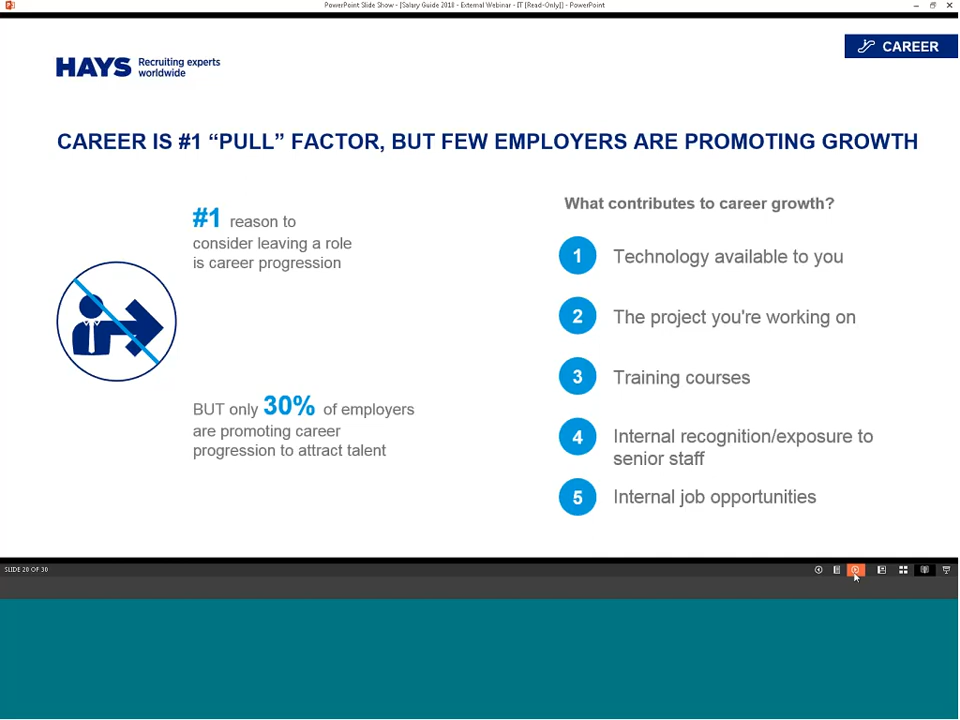 PowerPoint Slide Show - [Salary Guide 2018 - External Webinar - IT [Read-Only]] - PowerPoint
CAREER
HAYS Recruiting experts
worldwide
CAREER IS #1 “PULL” FACTOR, BUT FEW EMPLOYERS ARE PROMOTING GROWTH
#1 reason to
consider leaving a role
is career progression
BUT only 30% of employers
are promoting career
progression to attract talent
What contributes to career growth?
1 Technology available to you
2 The project you're working on
3 Training courses
4 Internal recognition/exposure to
senior staff
5 Internal job opportunities
SLIDE 20 OF 30